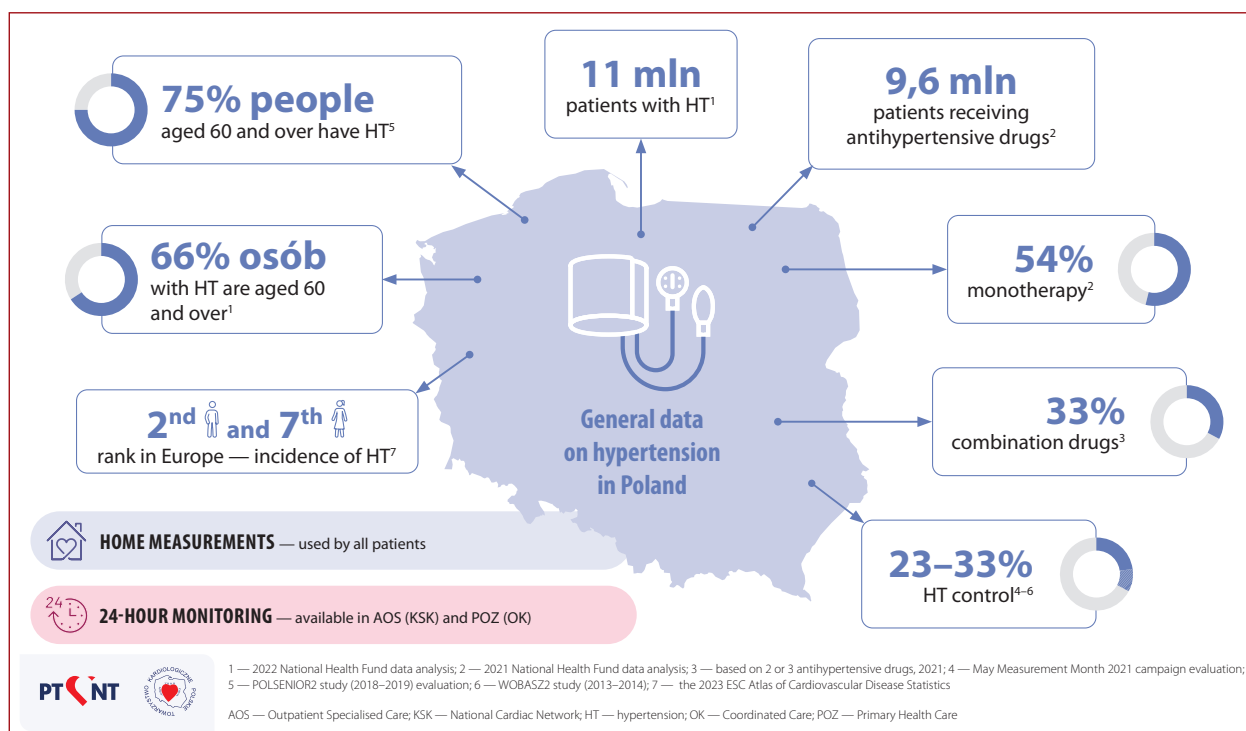 75% people
aged 60 and over have HT5
11 mln
patients with HT1
9,6 mln
patients receiving
antihypertensive drugs2
66% osób
with HT are aged 60
and over1
54%
monotherapy2
2nd and 7th
rank in Europe — incidence of HT7
General data
on hypertension
in Poland
33%
combination drugs3
23–33%
HT control4–6
HOME MEASUREMENTS — used by all patients
24
24-HOUR MONITORING — available in AOS (KSK) and POZ (OK)
PT NT
POLSKIE TOWARZYSTWO KARDIOLOGICZNE
1 — 2022 National Health Fund data analysis; 2 — 2021 National Health Fund data analysis; 3 — based on 2 or 3 antihypertensive drugs, 2021; 4 — May Measurement Month 2021 campaign evaluation;
5 — POLSENIOR2 study (2018–2019) evaluation; 6 — WOBASZ2 study (2013–2014); 7 — the 2023 ESC Atlas of Cardiovascular Disease Statistics
AOS — Outpatient Specialised Care; KSK — National Cardiac Network; HT — hypertension; OK — Coordinated Care; POZ — Primary Health Care